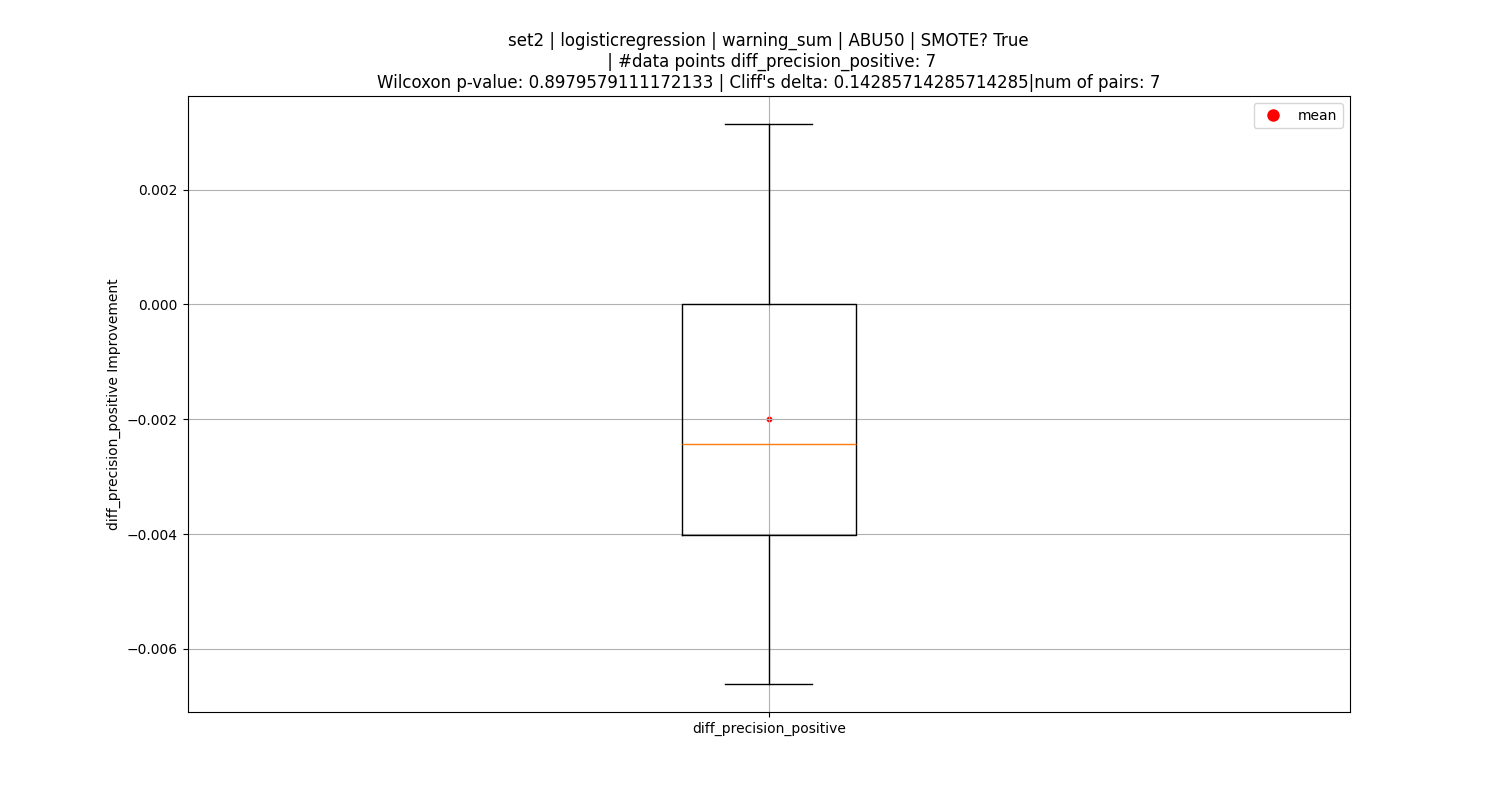 set2 | logisticregression | warning_sum | ABU50 | SMOTE? True
| #data points diff_precision_positive: 7
Wilcoxon p-value: 0.8979579111172133 | Cliff's delta: 0.14285714285714285|num of pairs: 7
mean
0.002
0.000
−0.002
−0.004
−0.006
diff_precision_positive Improvement
diff_precision_positive